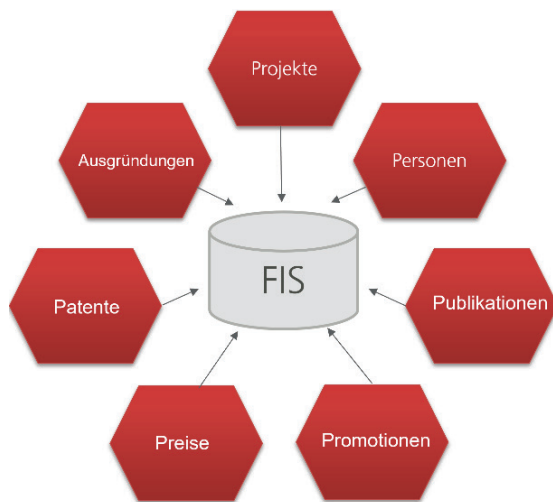 Projekte
Ausgründungen
Personen
FIS
Patente
Publikationen
Preise
Promotionen